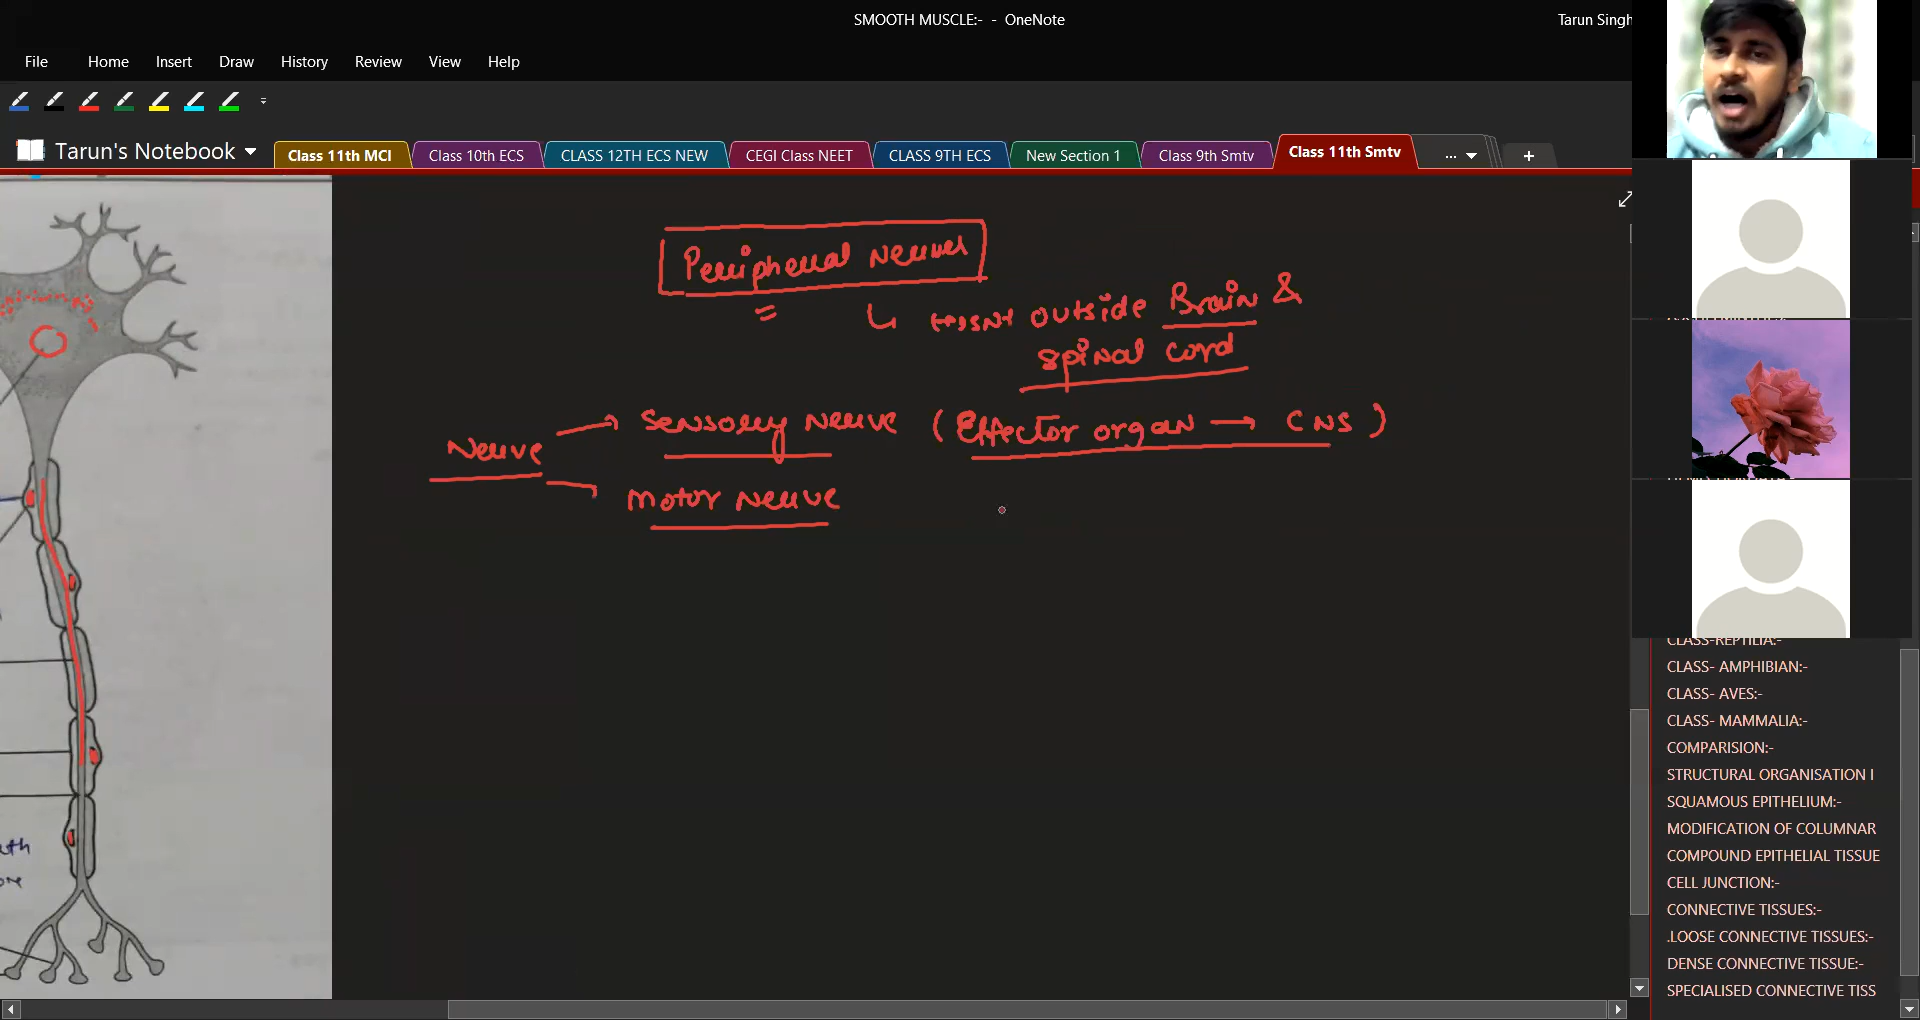 SMOOTH MUSCLE:- - OneNote
Tarun Singh
File Home Insert Draw History Review View Help
Tarun's Notebook
Class 11th MCI Class 10th ECS CLASS 12TH ECS NEW CEGI Class NEET CLASS 9TH ECS New Section 1 Class 9th Smtv Class 11th Smtv ... +
Peripheral Nerves
outside Brain &
spinal cord
Nerve
Sensory Nerve (Effector organ → CNS)
Motor Nerve
CLASS-REPTILIA:-
CLASS- AMPHIBIAN:-
CLASS- AVES:-
CLASS- MAMMALIA:-
COMPARISION:-
STRUCTURAL ORGANISATION I
SQUAMOUS EPITHELIUM:-
MODIFICATION OF COLUMNAR
COMPOUND EPITHELIAL TISSUE
CELL JUNCTION:-
CONNECTIVE TISSUES:-
.LOOSE CONNECTIVE TISSUES:-
DENSE CONNECTIVE TISSUE:-
SPECIALISED CONNECTIVE TISS